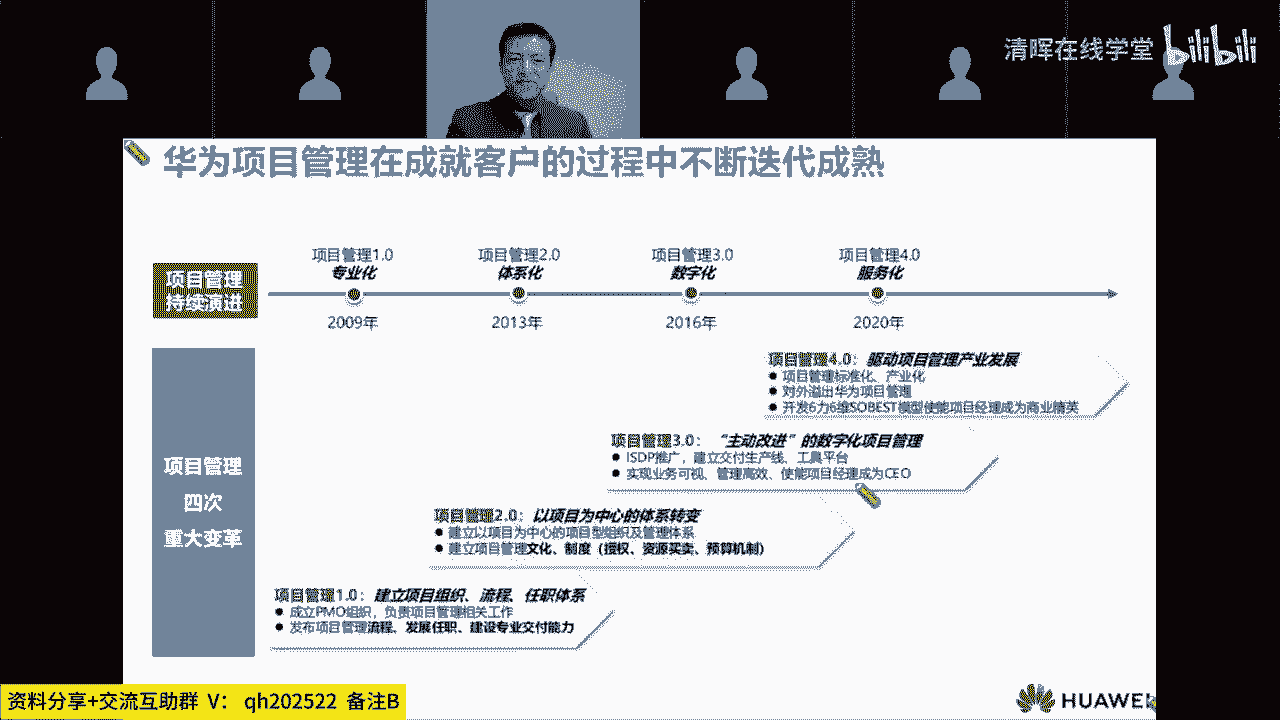 清晖在线学堂 bilibili
华为项目管理在成就客户的过程中不断迭代成熟
项目管理1.0
专业化
项目管理2.0
体系化
项目管理3.0
数字化
项目管理4.0
服务化
项目管理
持续演进
2009年
2013年
2016年
2020年
项目管理4.0：驱动项目管理产业发展
● 项目管理标准化、产业化
● 对外溢出华为项目管理
● 开发6力6维SOBEST模型使能项目经理成为商业精英
项目管理3.0：“主动改进”的数字化项目管理
● ISDP推广，建立交付生产线、工具平台
● 实现业务可视、管理高效、使能项目经理成为CEO
项目管理
四次
重大变革
项目管理2.0：以项目为中心的体系转变
● 建立以项目为中心的项目型组织及管理体系
● 建立项目管理文化、制度（授权、资源买卖、预算机制）
项目管理1.0：建立项目组织、流程、任职体系
● 成立PMO组织，负责项目管理相关工作
● 发布项目管理流程、发展任职、建设专业交付能力
资料分享+交流互助群 V： qh202522 备注B
HUAWEI